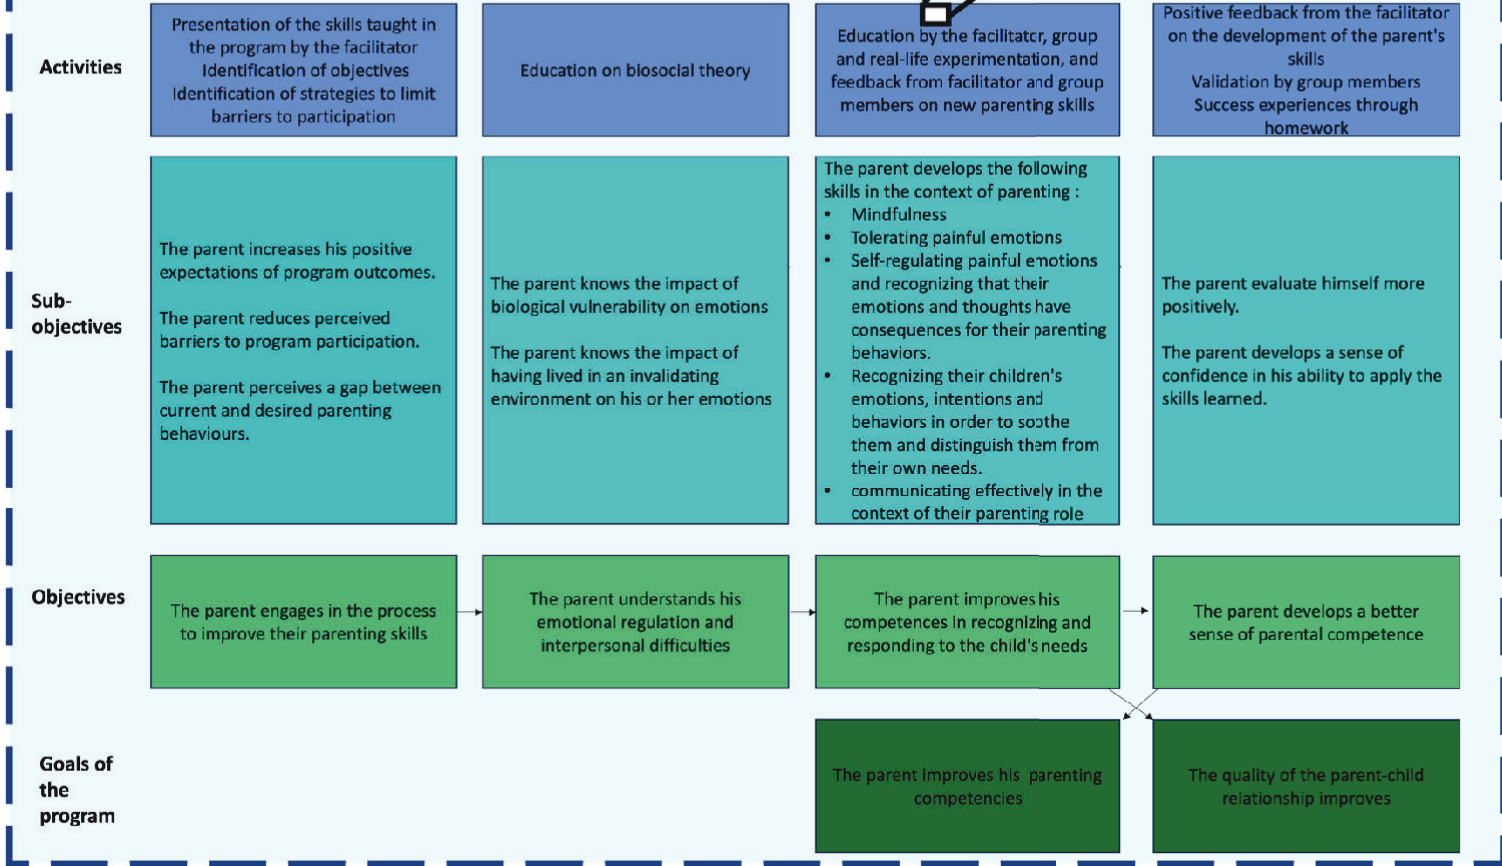 Activities
Presentation of the skills taught in
the program by the facilitator
Identification of objectives
Identification of strategies to limit
barriers to participation
Education on biosocial theory
Education by the facilitator, group
and real-life experimentation, and
feedback from facilitator and group
members on new parenting skills
Positive feedback from the facilitator
on the development of the parent's
skills
Validation by group members
Success experiences through
homework
Sub-
objectives
The parent increases his positive
expectations of program outcomes.
The parent reduces perceived
barriers to program participation.
The parent perceives a gap between
current and desired parenting
behaviours.
The parent knows the impact of
biological vulnerability on emotions
The parent knows the impact of
having lived in an invalidating
environment on his or her emotions
The parent develops the following
skills in the context of parenting :
• Mindfulness
• Tolerating painful emotions
• Self-regulating painful emotions
and recognizing that their
emotions and thoughts have
consequences for their parenting
behaviors.
• Recognizing their children's
emotions, intentions and
behaviors in order to soothe
them and distinguish them from
their own needs.
• communicating effectively in the
context of their parenting role
The parent evaluate himself more
positively.
The parent develops a sense of
confidence in his ability to apply the
skills learned.
Objectives
The parent engages in the process
to improve their parenting skills
The parent understands his
emotional regulation and
interpersonal difficulties
The parent improves his
competences in recognizing and
responding to the child's needs
The parent develops a better
sense of parental competence
Goals of
the
program
The parent improves his parenting
competencies
The quality of the parent-child
relationship improves